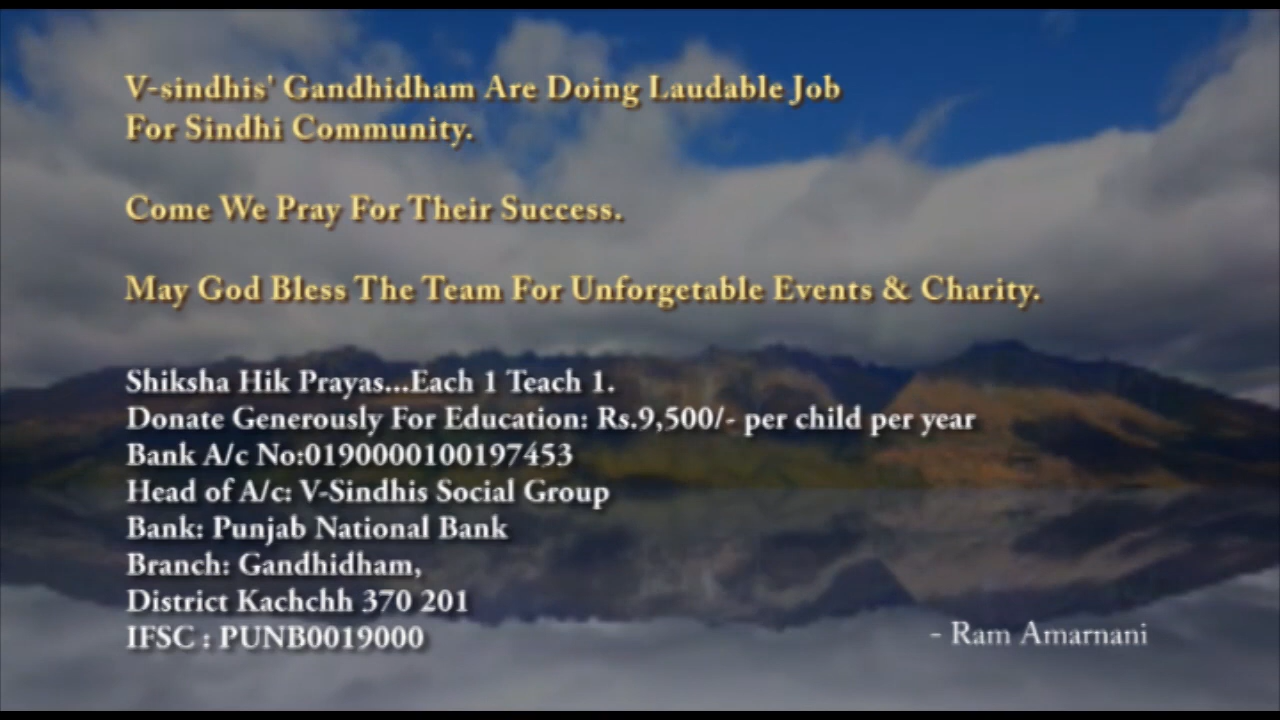 V-sindhis' Gandhidham Are Doing Laudable Job
For Sindhi Community.
Come We Pray For Their Success.
May God Bless The Team For Unforgetable Events & Charity.
Shiksha Hik Prayas...Each 1 Teach 1.
Donate Generously For Education: Rs.9,500/- per child per year
Bank A/c No:0190000100197453
Head of A/c: V-Sindhis Social Group
Bank: Punjab National Bank
Branch: Gandhidham,
District Kachchh 370 201
IFSC : PUNB0019000
- Ram Amarnani